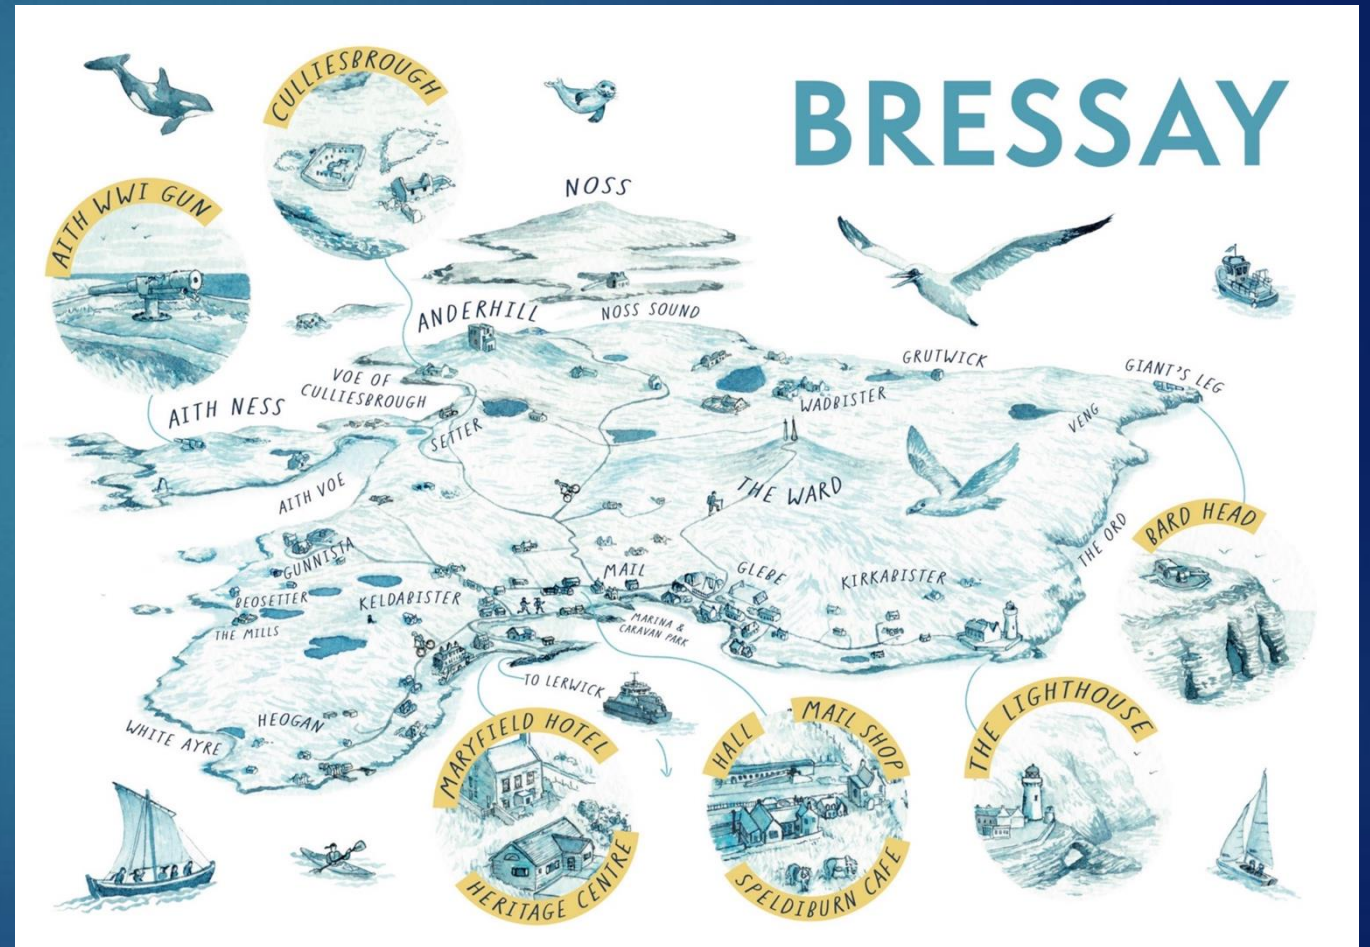 BRESSAY
CULLIESBROUGH
AITH WWI GUN
NOSS
NOSS SOUND
ANDERHILL
GRUTWICK
GIANT'S LEG
VOE OF
CULLIESBROUGH
AITH NESS
WADBISTER
VENG
SETTER
AITH VOE
THE WARD
BARD HEAD
THE ORD
GUNNISTA
MAIL
GLEBE
KIRKABISTER
BEOSETTER
KELDABISTER
THE MILLS
MARINA &
CARAVAN PARK
TO LERWICK
WHITE AYRE
HEOGAN
MARYFIELD HOTEL
HERITAGE CENTRE
HALL
MAIL SHOP
SPELDIBURN CAFE
THE LIGHTHOUSE